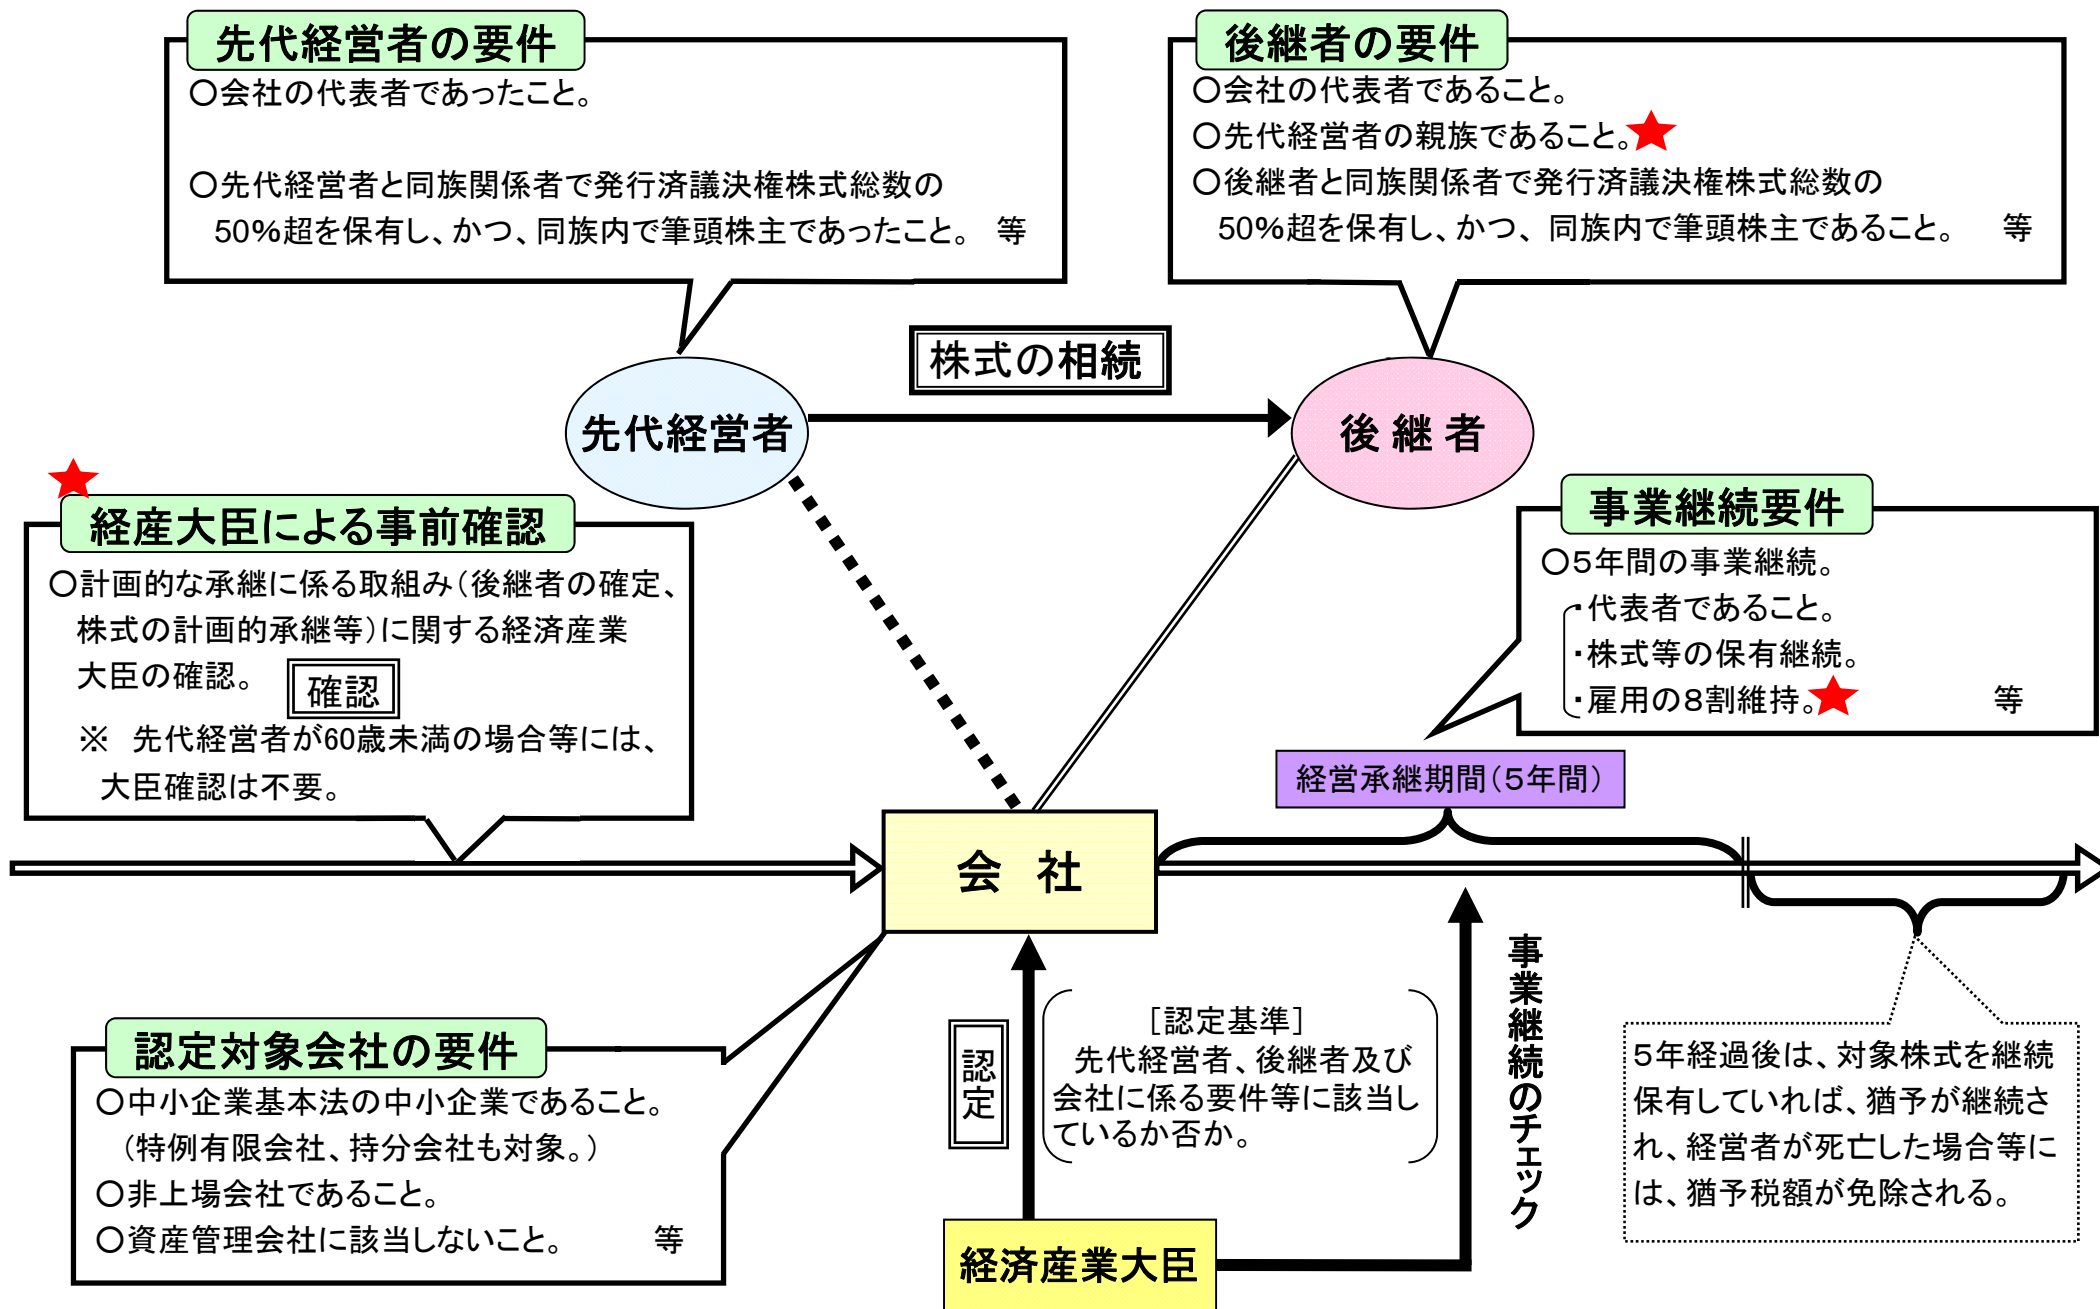 先代経営者の要件
○会社の代表者であったこと。
○先代経営者と同族関係者で発行済議決権株式総数の
50%超を保有し、かつ、同族内で筆頭株主であったこと。　等
後継者の要件
○会社の代表者であること。
○先代経営者の親族であること。
○後継者と同族関係者で発行済議決権株式総数の
50%超を保有し、かつ、同族内で筆頭株主であること。　等
株式の相続
先代経営者
後継者
経産大臣による事前確認
○計画的な承継に係る取組み（後継者の確定、
株式の計画的承継等）に関する経済産業
大臣の確認。
確認
※　先代経営者が60歳未満の場合等には、
大臣確認は不要。
事業継続要件
○５年間の事業継続。
・代表者であること。
・株式等の保有継続。
・雇用の８割維持。　等
経営承継期間（５年間）
会　社
認定対象会社の要件
○中小企業基本法の中小企業であること。
（特例有限会社、持分会社も対象。）
○非上場会社であること。
○資産管理会社に該当しないこと。　等
認定
［認定基準］
先代経営者、後継者及び
会社に係る要件等に該当し
ているか否か。
事業継続のチェック
５年経過後は、対象株式を継続
保有していれば、猶予が継続さ
れ、経営者が死亡した場合等に
は、猶予税額が免除される。
経済産業大臣